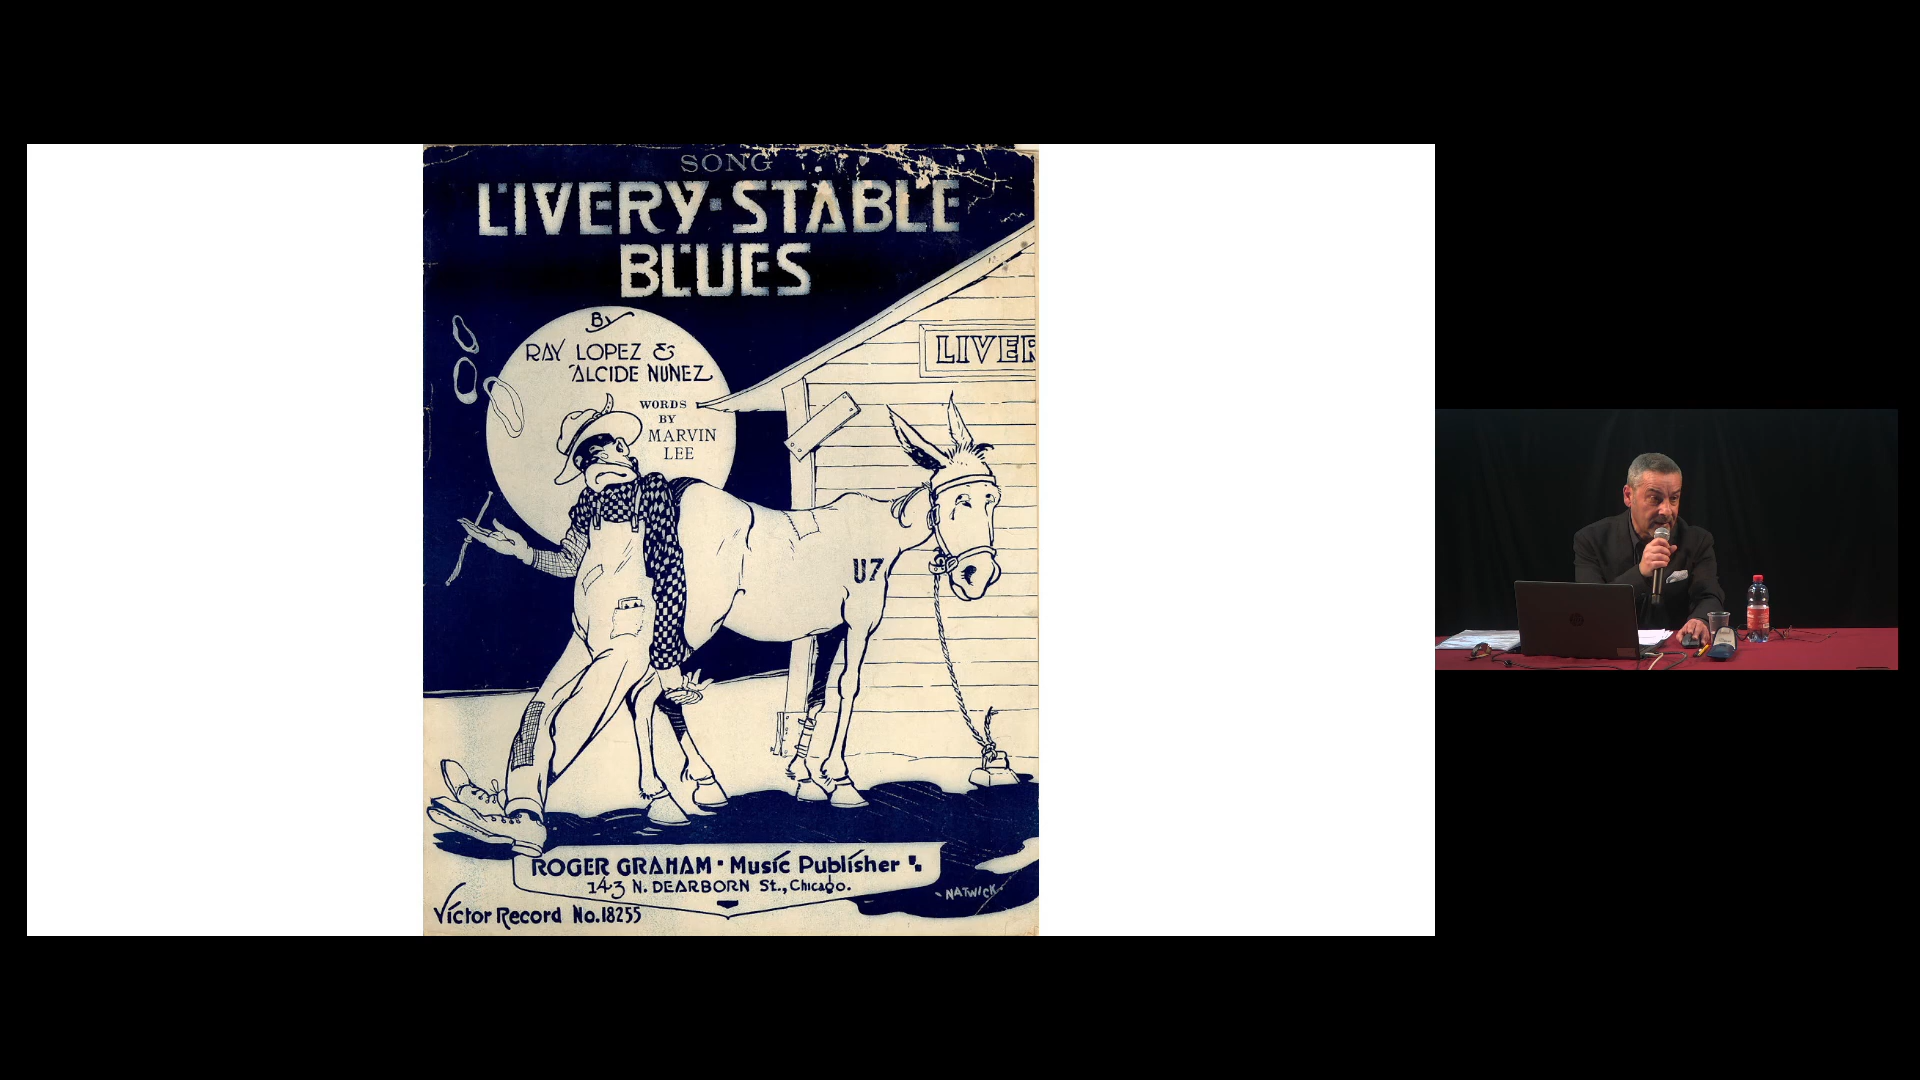 SONG
LIVERY-STABLE
BLUES
BY
RAY LOPEZ &
ALCIDE NUNEZ
WORDS
BY
MARVIN
LEE
LIVER
U7
ROGER GRAHAM · Music Publisher
143 N. DEARBORN St., Chicago.
NATWICK
Victor Record No. 18255